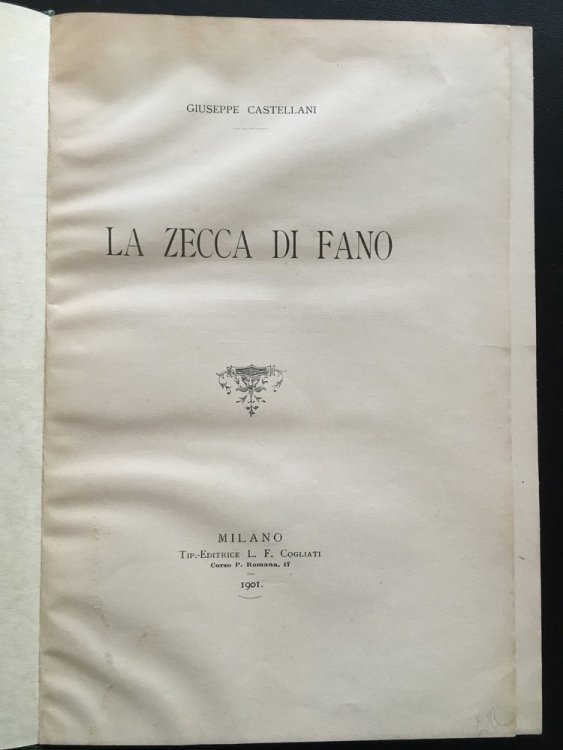 GIUSEPPE CASTELLANI
LA ZECCA DI FANO
MILANO
TIP.-EDITRICE L. F. COGLIATI
Corso P. Romana, 17
1901.